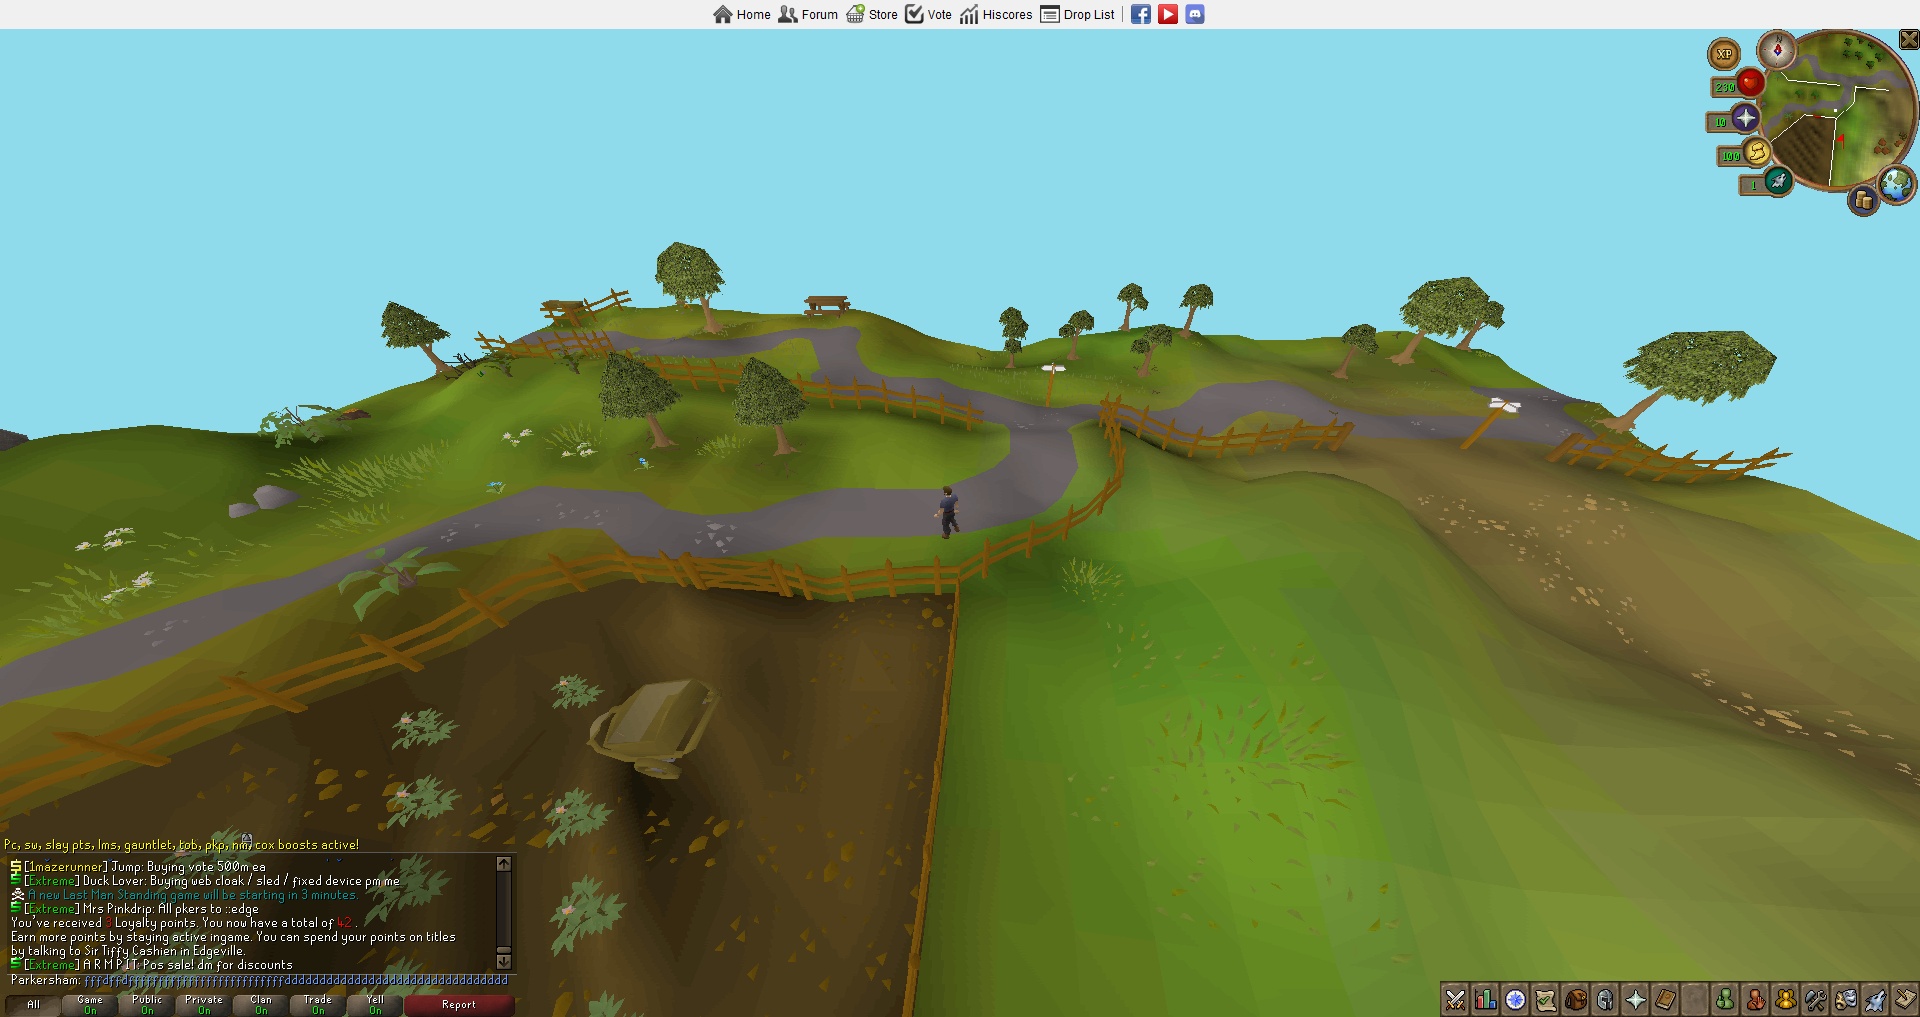 Home Forum Store Vote Hiscores Drop List
XP
N
230
10
100
1
Pc, sw, slay pts, lms, gauntlet, tob, pkp, nm, cox boosts active!
[1mazerunner] Jump: Buying vote 500m ea
[Extreme] Duck Lover: Buying web cloak / sled / fixed device pm me
A new Last Man Standing game will be starting in 3 minutes.
[Extreme] Mrs Pinkdrip: All pkers to ::edge
You've received 3 Loyalty points. You now have a total of 42 .
Earn more points by staying active ingame. You can spend your points on titles
by talking to Sir Tiffy Cashien in Edgeville.
[Extreme] A R M P I T: Pos sale! dm for discounts
Parkersham:
All Game Public Private Clan Trade Yell Report
On On On On On On